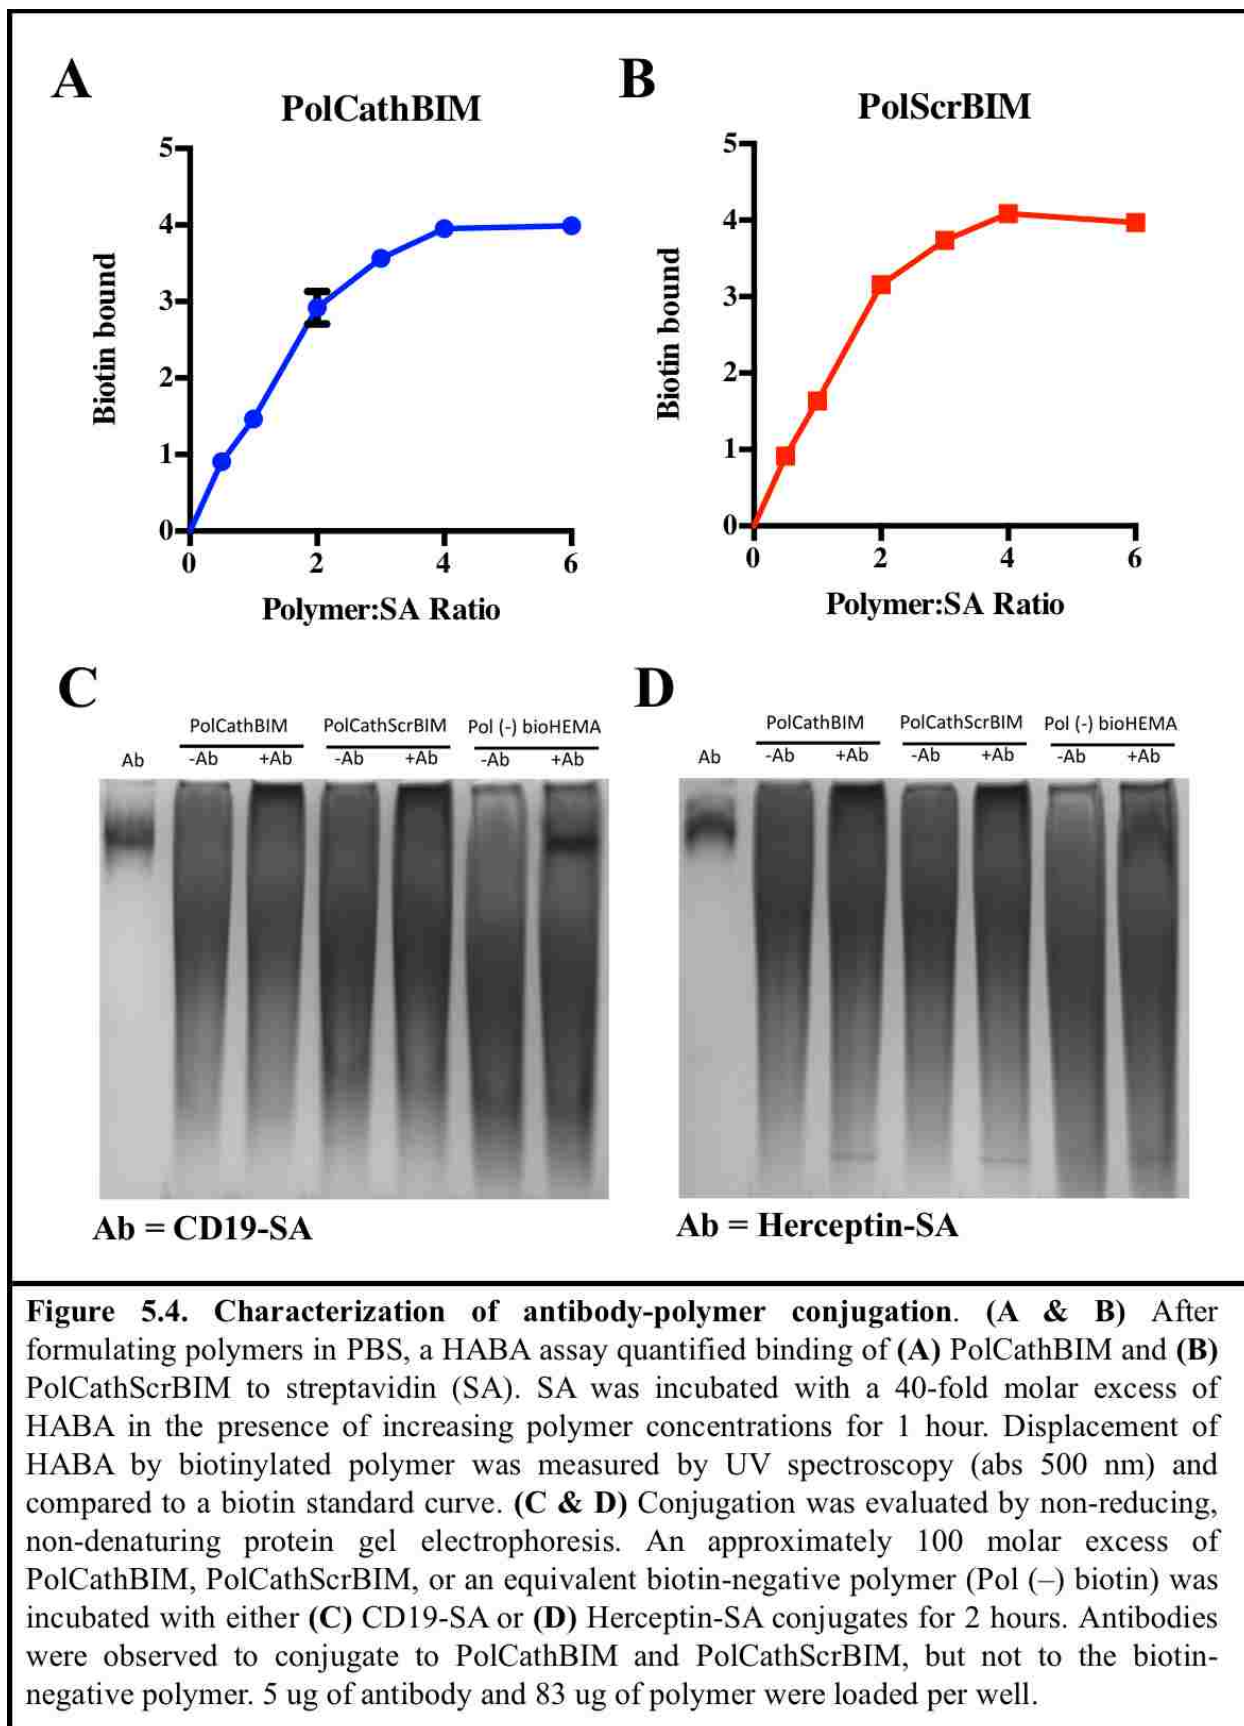 A
PolCathBIM
5
4
3
2
1
0
Biotin bound
0 2 4 6
Polymer:SA Ratio
B
PolScrBIM
5
4
3
2
1
0
Biotin bound
0 2 4 6
Polymer:SA Ratio
C
PolCathBIM PolCathScrBIM Pol (-) bioHEMA
Ab -Ab +Ab -Ab +Ab -Ab +Ab
Ab = CD19-SA
D
PolCathBIM PolCathScrBIM Pol (-) bioHEMA
Ab -Ab +Ab -Ab +Ab -Ab +Ab
Ab = Herceptin-SA
Figure 5.4. Characterization of antibody-polymer conjugation. (A & B) After
formulating polymers in PBS, a HABA assay quantified binding of (A) PolCathBIM and (B)
PolCathScrBIM to streptavidin (SA). SA was incubated with a 40-fold molar excess of
HABA in the presence of increasing polymer concentrations for 1 hour. Displacement of
HABA by biotinylated polymer was measured by UV spectroscopy (abs 500 nm) and
compared to a biotin standard curve. (C & D) Conjugation was evaluated by non-reducing,
non-denaturing protein gel electrophoresis. An approximately 100 molar excess of
PolCathBIM, PolCathScrBIM, or an equivalent biotin-negative polymer (Pol (–) biotin) was
incubated with either (C) CD19-SA or (D) Herceptin-SA conjugates for 2 hours. Antibodies
were observed to conjugate to PolCathBIM and PolCathScrBIM, but not to the biotin-
negative polymer. 5 ug of antibody and 83 ug of polymer were loaded per well.